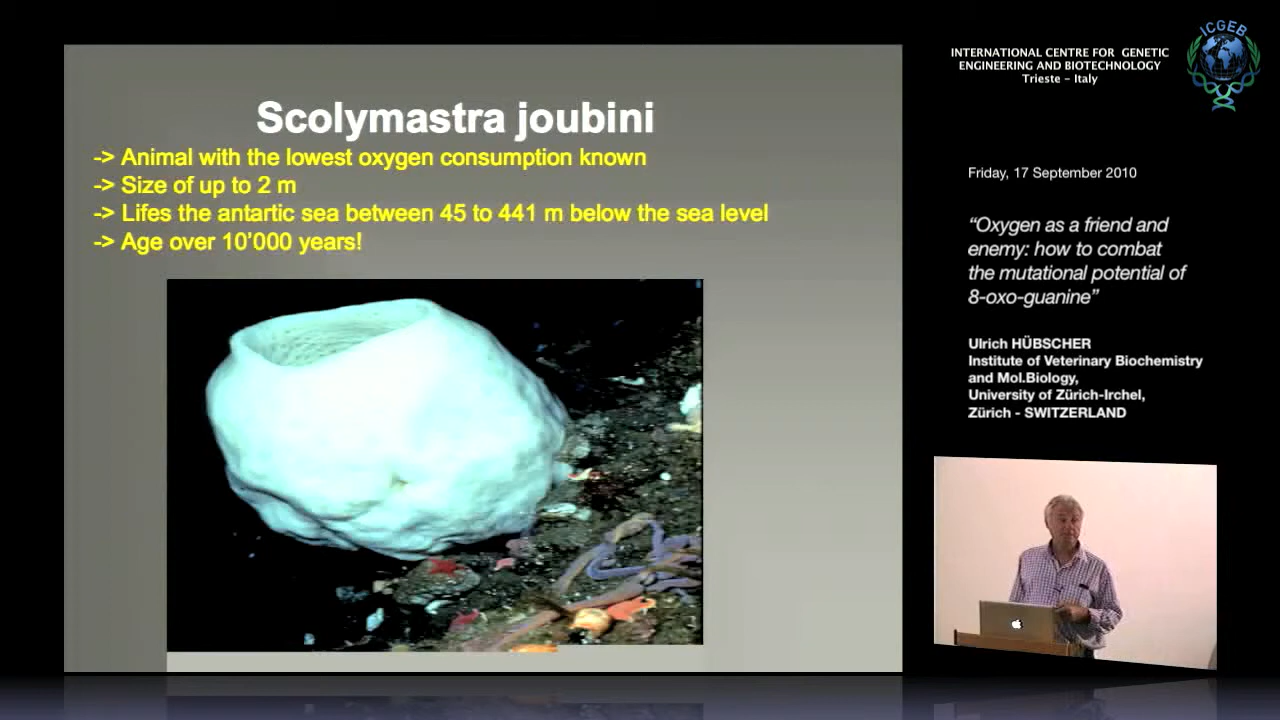 Scolymastra joubini
-> Animal with the lowest oxygen consumption known
-> Size of up to 2 m
-> Lifes the antartic sea between 45 to 441 m below the sea level
-> Age over 10’000 years!
INTERNATIONAL CENTRE FOR GENETIC
ENGINEERING AND BIOTECHNOLOGY
Trieste - Italy
ICGEB
Friday, 17 September 2010
“Oxygen as a friend and
enemy: how to combat
the mutational potential of
8-oxo-guanine”
Ulrich HÜBSCHER
Institute of Veterinary Biochemistry
and Mol.Biology,
University of Zürich-Irchel,
Zürich - SWITZERLAND